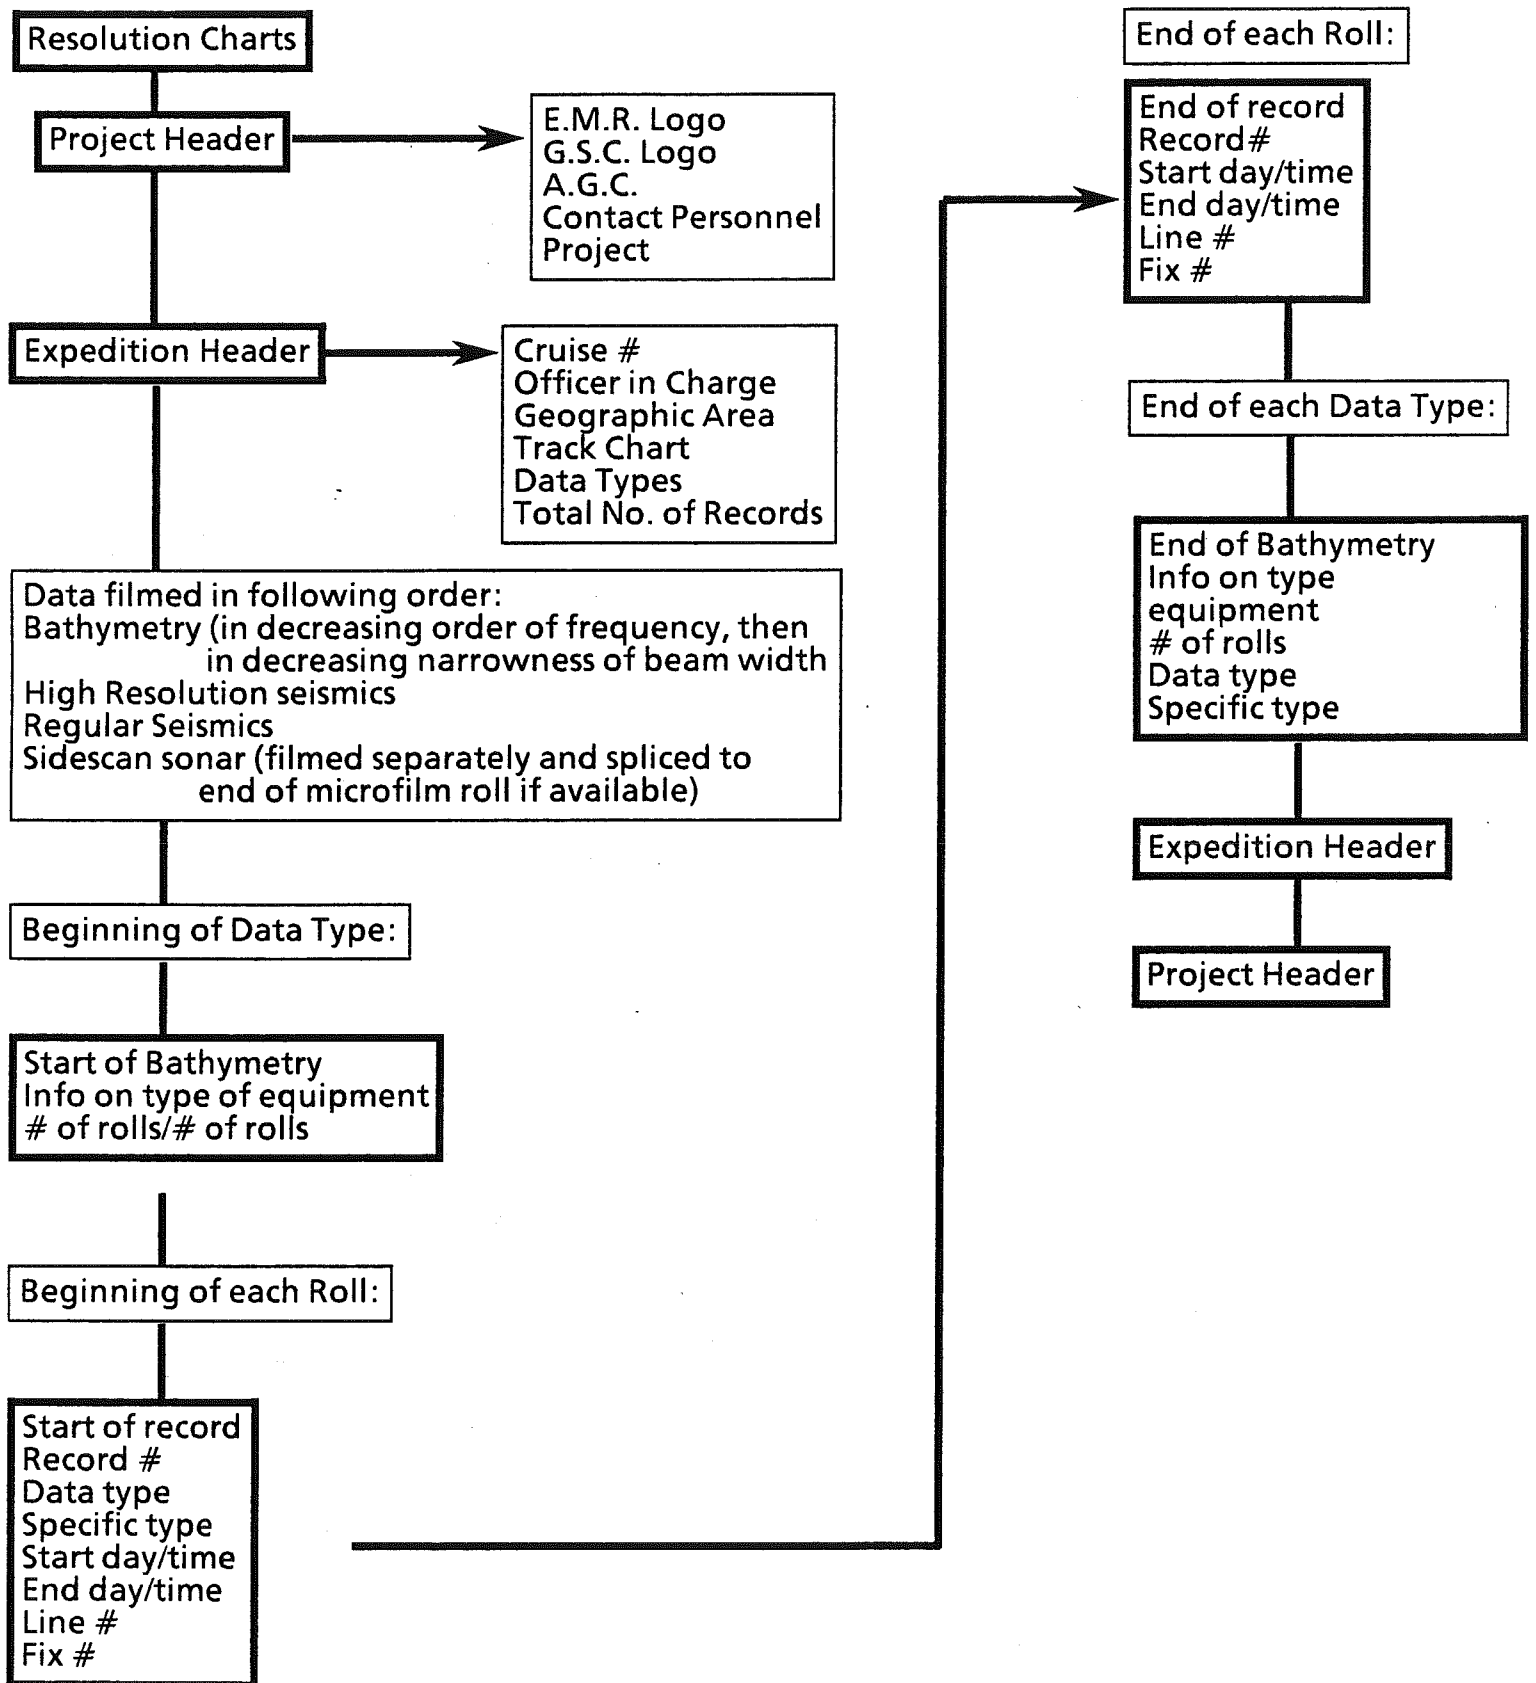 Resolution Charts
Project Header
E.M.R. Logo
G.S.C. Logo
A.G.C.
Contact Personnel
Project
Expedition Header
Cruise #
Officer in Charge
Geographic Area
Track Chart
Data Types
Total No. of Records
Data filmed in following order:
Bathymetry (in decreasing order of frequency, then
in decreasing narrowness of beam width
High Resolution seismics
Regular Seismics
Sidescan sonar (filmed separately and spliced to
end of microfilm roll if available)
Beginning of Data Type:
Start of Bathymetry
Info on type of equipment
# of rolls/# of rolls
Beginning of each Roll:
Start of record
Record #
Data type
Specific type
Start day/time
End day/time
Line #
Fix #
End of each Roll:
End of record
Record#
Start day/time
End day/time
Line #
Fix #
End of each Data Type:
End of Bathymetry
Info on type
equipment
# of rolls
Data type
Specific type
Expedition Header
Project Header